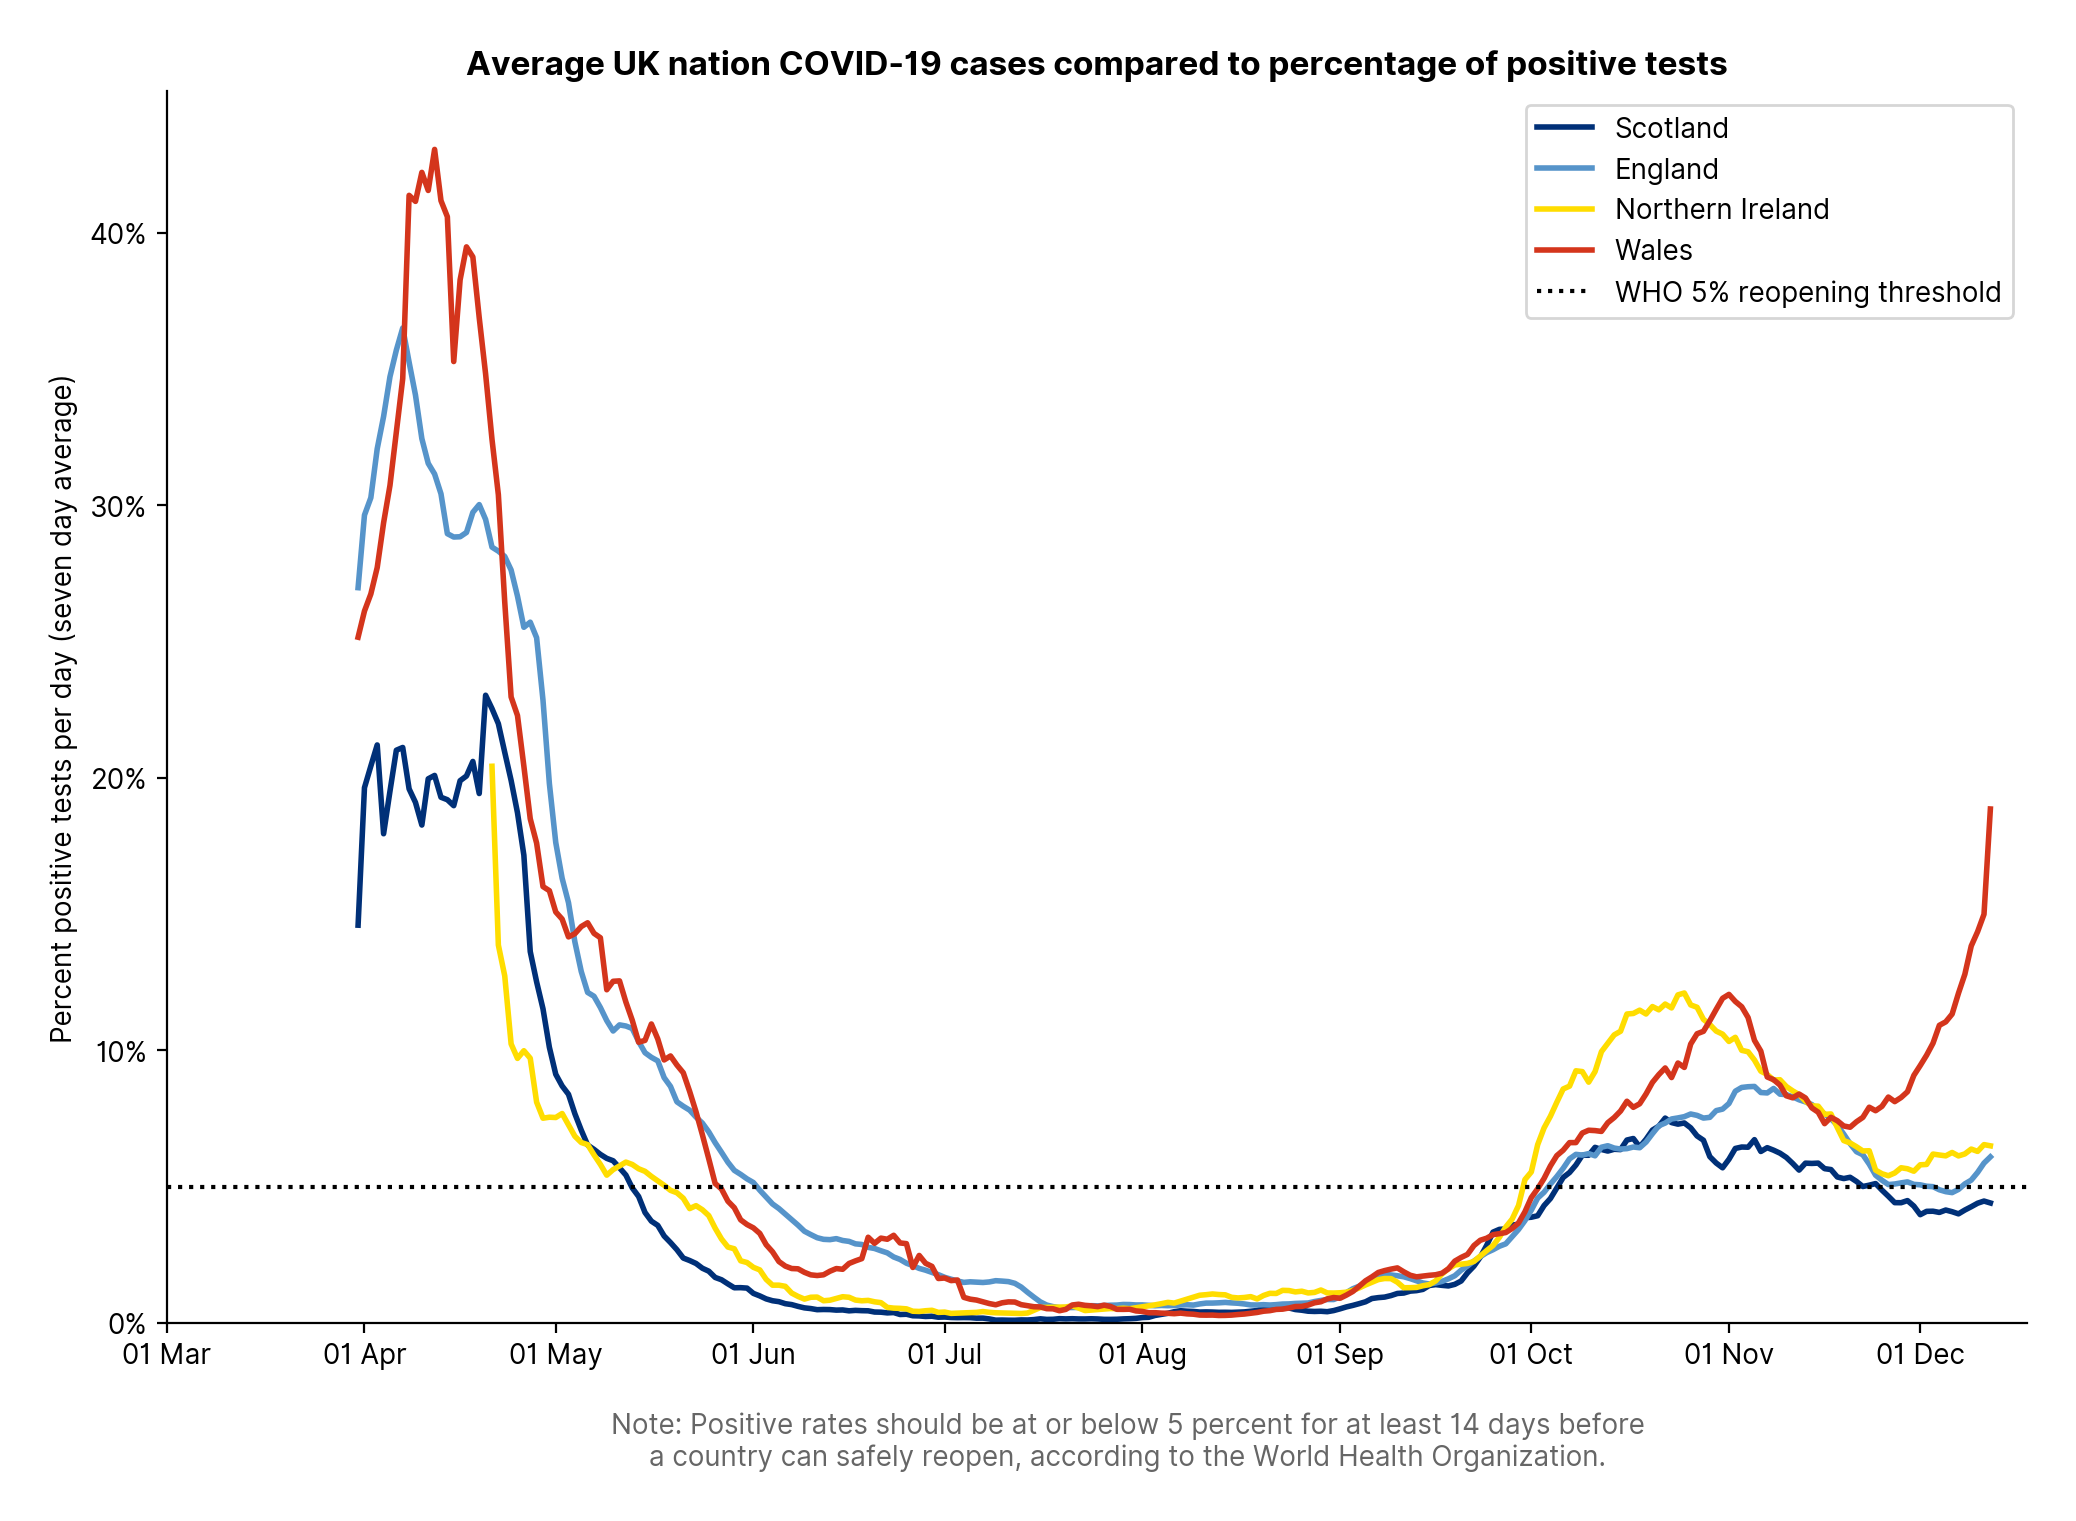 Average UK nation COVID-19 cases compared to percentage of positive tests
Scotland
England
Northern Ireland
Wales
WHO 5% reopening threshold
Percent positive tests per day (seven day average)
40%
30%
20%
10%
0%
01 Mar
01 Apr
01 May
01 Jun
01 Jul
01 Aug
01 Sep
01 Oct
01 Nov
01 Dec
Note: Positive rates should be at or below 5 percent for at least 14 days before
a country can safely reopen, according to the World Health Organization.